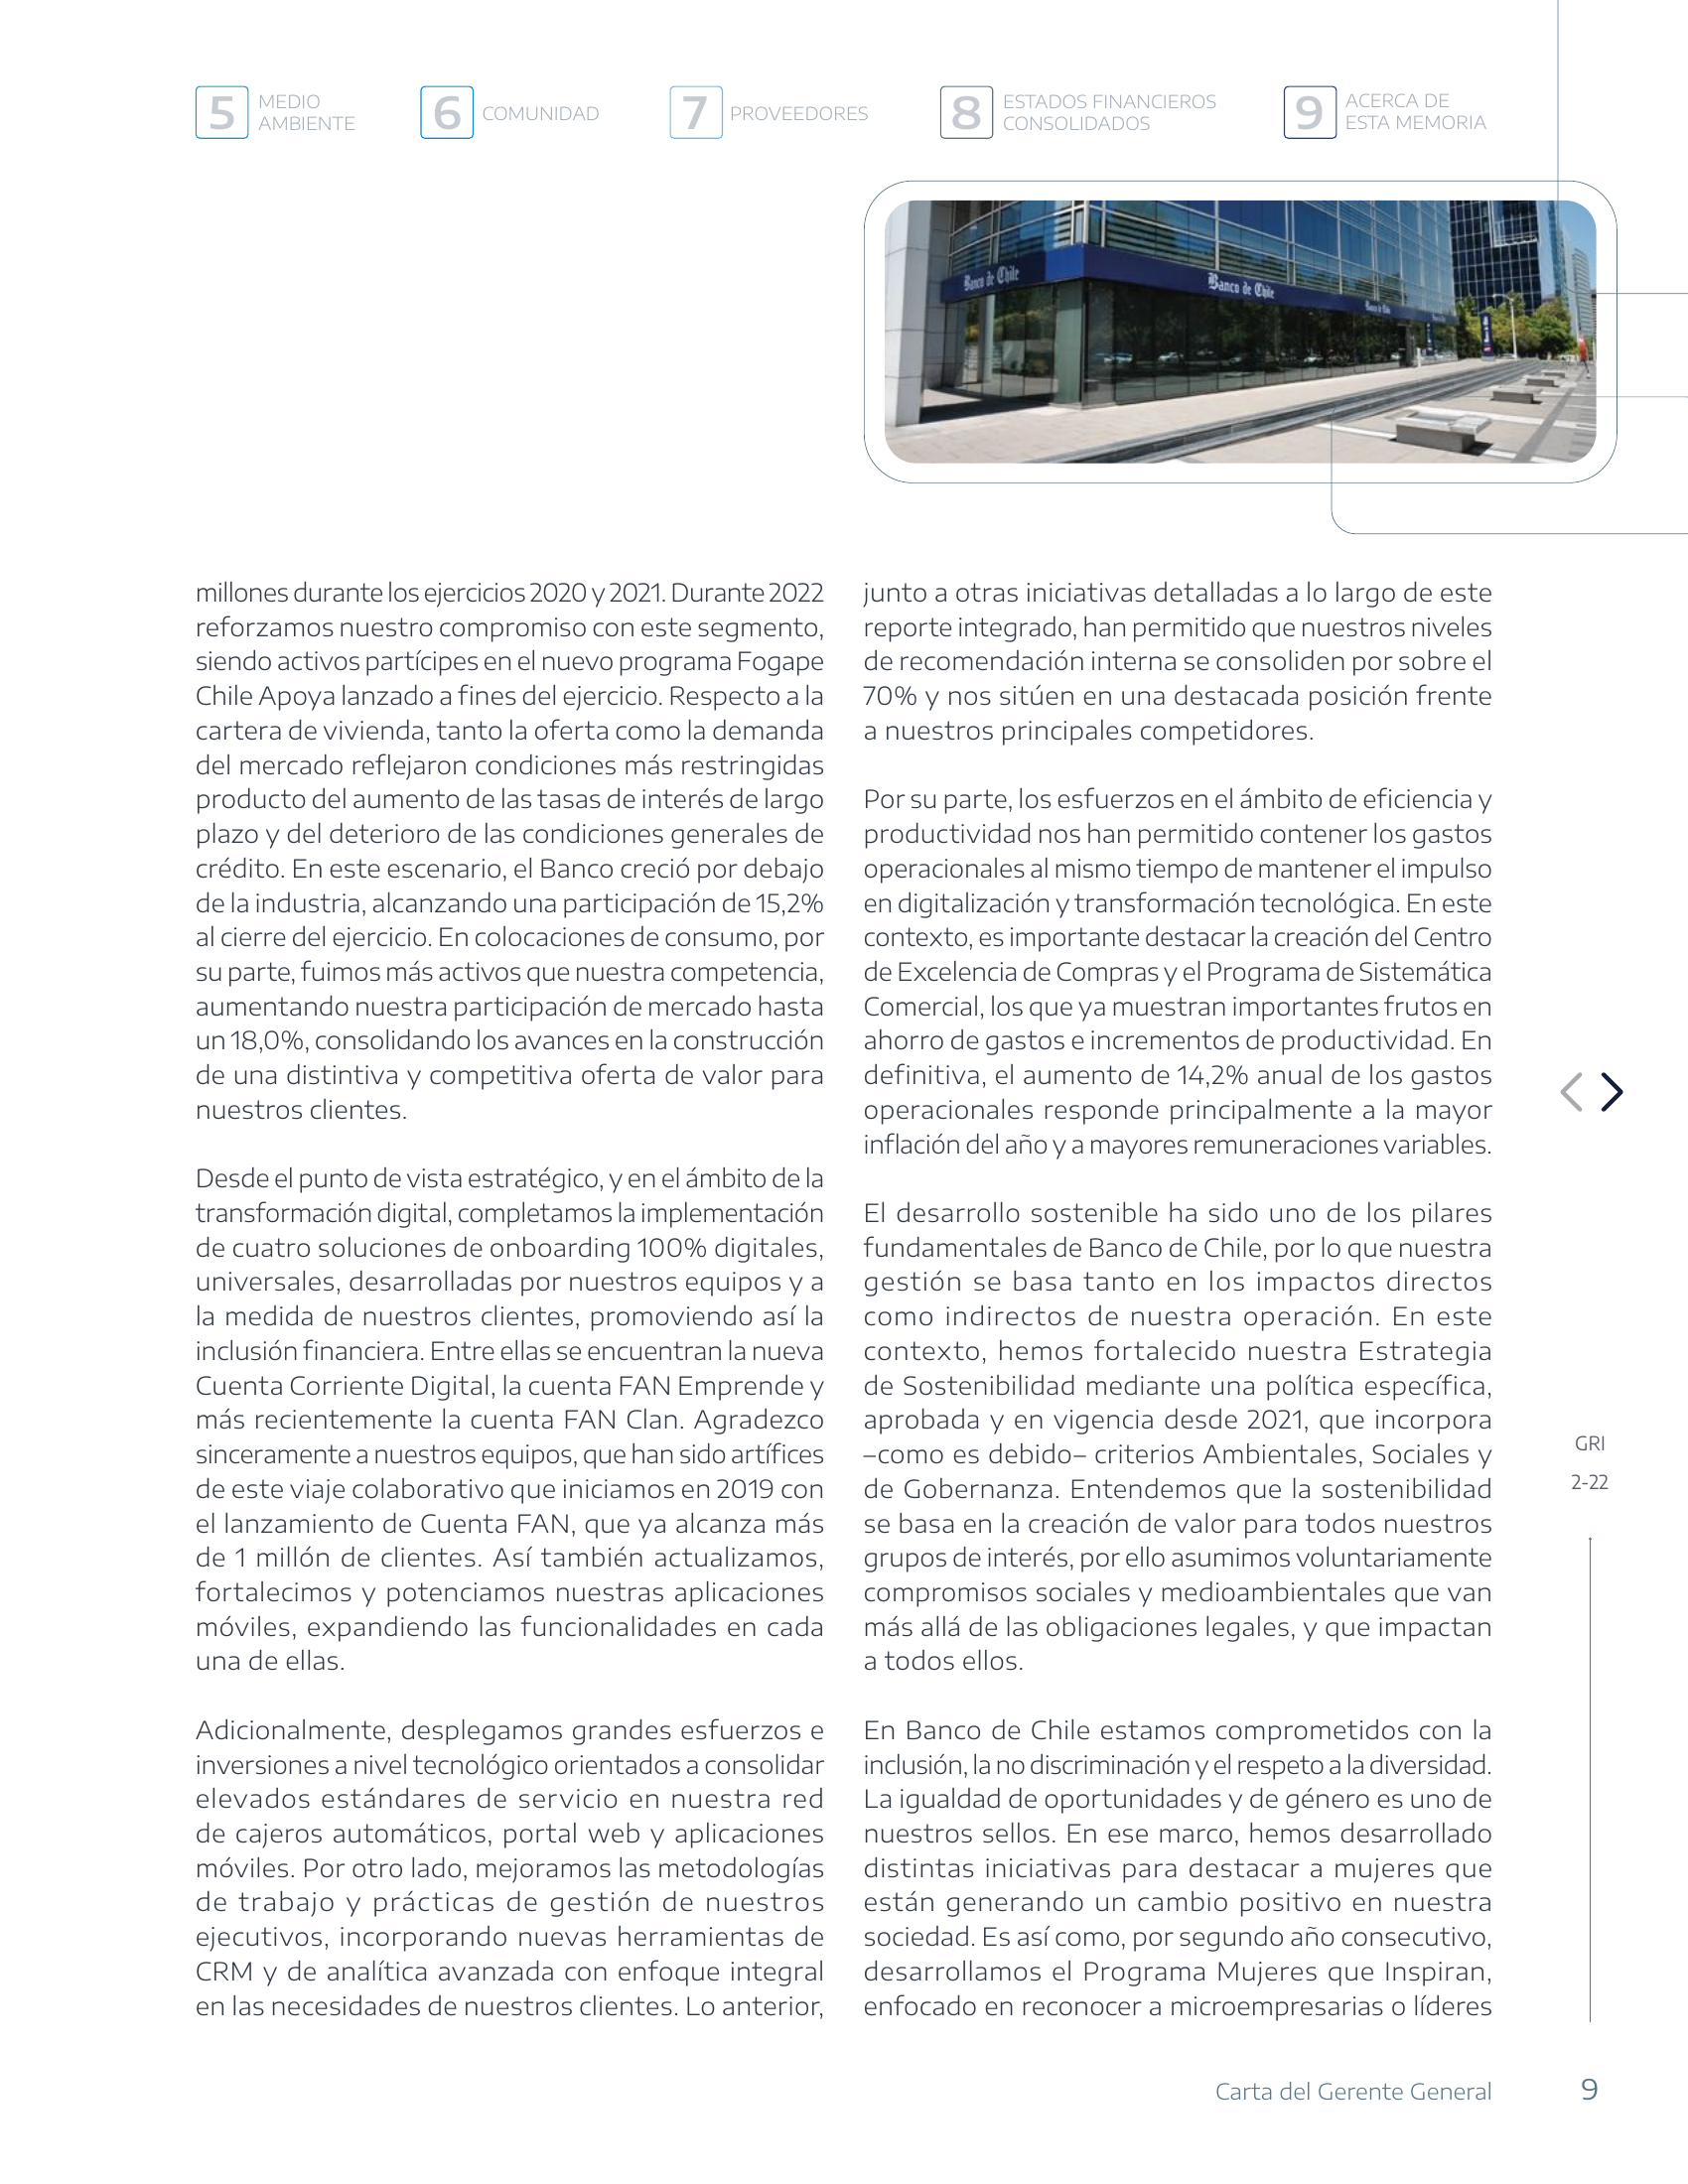 5 MEDIO
AMBIENTE
6 COMUNIDAD
7 PROVEEDORES
8 ESTADOS FINANCIEROS
CONSOLIDADOS
9 ACERCA DE
ESTA MEMORIA
Banco de Chile
Banco de Chile
Banco de Chile
millones durante los ejercicios 2020 y 2021. Durante 2022
reforzamos nuestro compromiso con este segmento,
siendo activos partícipes en el nuevo programa Fogape
Chile Apoya lanzado a fines del ejercicio. Respecto a la
cartera de vivienda, tanto la oferta como la demanda
del mercado reflejaron condiciones más restringidas
producto del aumento de las tasas de interés de largo
plazo y del deterioro de las condiciones generales de
crédito. En este escenario, el Banco creció por debajo
de la industria, alcanzando una participación de 15,2%
al cierre del ejercicio. En colocaciones de consumo, por
su parte, fuimos más activos que nuestra competencia,
aumentando nuestra participación de mercado hasta
un 18,0%, consolidando los avances en la construcción
de una distintiva y competitiva oferta de valor para
nuestros clientes.
Desde el punto de vista estratégico, y en el ámbito de la
transformación digital, completamos la implementación
de cuatro soluciones de onboarding 100% digitales,
universales, desarrolladas por nuestros equipos y a
la medida de nuestros clientes, promoviendo así la
inclusión financiera. Entre ellas se encuentran la nueva
Cuenta Corriente Digital, la cuenta FAN Emprende y
más recientemente la cuenta FAN Clan. Agradezco
sinceramente a nuestros equipos, que han sido artífices
de este viaje colaborativo que iniciamos en 2019 con
el lanzamiento de Cuenta FAN, que ya alcanza más
de 1 millón de clientes. Así también actualizamos,
fortalecimos y potenciamos nuestras aplicaciones
móviles, expandiendo las funcionalidades en cada
una de ellas.
Adicionalmente, desplegamos grandes esfuerzos e
inversiones a nivel tecnológico orientados a consolidar
elevados estándares de servicio en nuestra red
de cajeros automáticos, portal web y aplicaciones
móviles. Por otro lado, mejoramos las metodologías
de trabajo y prácticas de gestión de nuestros
ejecutivos, incorporando nuevas herramientas de
CRM y de analítica avanzada con enfoque integral
en las necesidades de nuestros clientes. Lo anterior,
junto a otras iniciativas detalladas a lo largo de este
reporte integrado, han permitido que nuestros niveles
de recomendación interna se consoliden por sobre el
70% y nos sitúen en una destacada posición frente
a nuestros principales competidores.
Por su parte, los esfuerzos en el ámbito de eficiencia y
productividad nos han permitido contener los gastos
operacionales al mismo tiempo de mantener el impulso
en digitalización y transformación tecnológica. En este
contexto, es importante destacar la creación del Centro
de Excelencia de Compras y el Programa de Sistemática
Comercial, los que ya muestran importantes frutos en
ahorro de gastos e incrementos de productividad. En
definitiva, el aumento de 14,2% anual de los gastos
operacionales responde principalmente a la mayor
inflación del año y a mayores remuneraciones variables.
El desarrollo sostenible ha sido uno de los pilares
fundamentales de Banco de Chile, por lo que nuestra
gestión se basa tanto en los impactos directos
como indirectos de nuestra operación. En este
contexto, hemos fortalecido nuestra Estrategia
de Sostenibilidad mediante una política específica,
aprobada y en vigencia desde 2021, que incorpora
–como es debido– criterios Ambientales, Sociales y
de Gobernanza. Entendemos que la sostenibilidad
se basa en la creación de valor para todos nuestros
grupos de interés, por ello asumimos voluntariamente
compromisos sociales y medioambientales que van
más allá de las obligaciones legales, y que impactan
a todos ellos.
En Banco de Chile estamos comprometidos con la
inclusión, la no discriminación y el respeto a la diversidad.
La igualdad de oportunidades y de género es uno de
nuestros sellos. En ese marco, hemos desarrollado
distintas iniciativas para destacar a mujeres que
están generando un cambio positivo en nuestra
sociedad. Es así como, por segundo año consecutivo,
desarrollamos el Programa Mujeres que Inspiran,
enfocado en reconocer a microempresarias o líderes
GRI
2-22
Carta del Gerente General 9